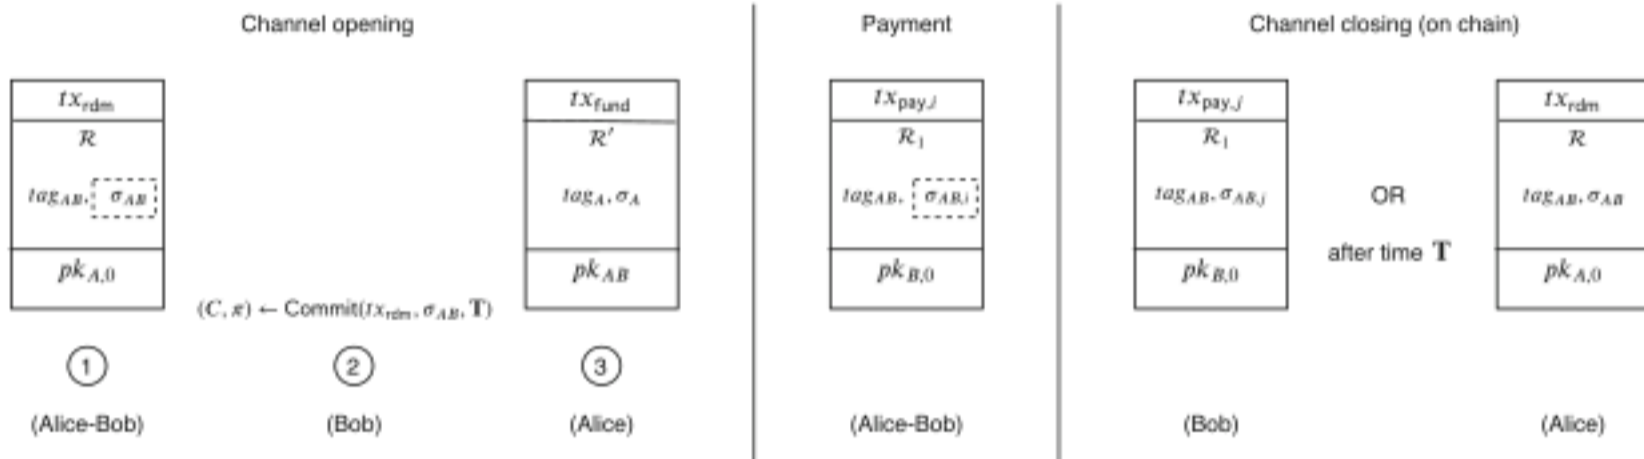 Channel opening
tx_rdm
R
tag_AB, σ_AB
pk_A,0
①
(Alice-Bob)
(C, π) ← Commit(tx_rdm, σ_AB, T)
②
(Bob)
tx_fund
R′
tag_A, σ_A
pk_AB
③
(Alice)
Payment
tx_pay,i
R_1
tag_AB, σ_AB,i
pk_B,0
(Alice-Bob)
Channel closing (on chain)
tx_pay,j
R_1
tag_AB, σ_AB,j
pk_B,0
(Bob)
OR
after time T
tx_rdm
R
tag_AB, σ_AB
pk_A,0
(Alice)